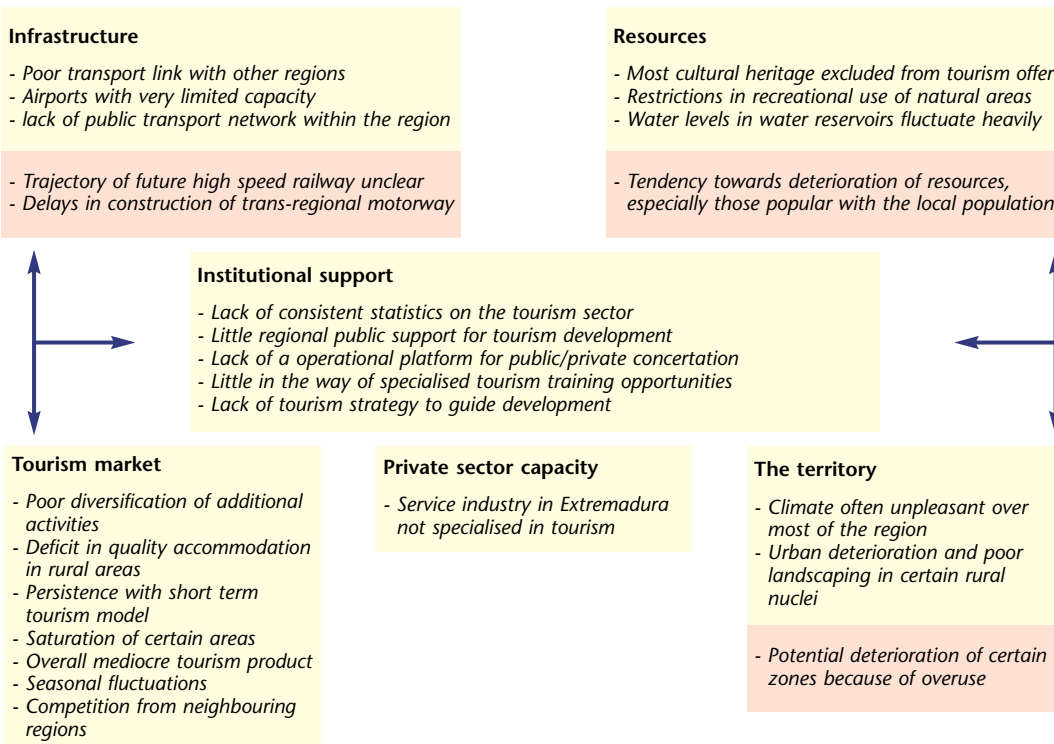 Infrastructure
- Poor transport link with other regions
- Airports with very limited capacity
- lack of public transport network within the region
- Trajectory of future high speed railway unclear
- Delays in construction of trans-regional motorway
Resources
- Most cultural heritage excluded from tourism offer
- Restrictions in recreational use of natural areas
- Water levels in water reservoirs fluctuate heavily
- Tendency towards deterioration of resources,
especially those popular with the local population
Institutional support
- Lack of consistent statistics on the tourism sector
- Little regional public support for tourism development
- Lack of a operational platform for public/private concertation
- Little in the way of specialised tourism training opportunities
- Lack of tourism strategy to guide development
Tourism market
- Poor diversification of additional
activities
- Deficit in quality accommodation
in rural areas
- Persistence with short term
tourism model
- Saturation of certain areas
- Overall mediocre tourism product
- Seasonal fluctuations
- Competition from neighbouring
regions
Private sector capacity
- Service industry in Extremadura
not specialised in tourism
The territory
- Climate often unpleasant over
most of the region
- Urban deterioration and poor
landscaping in certain rural
nuclei
- Potential deterioration of certain
zones because of overuse